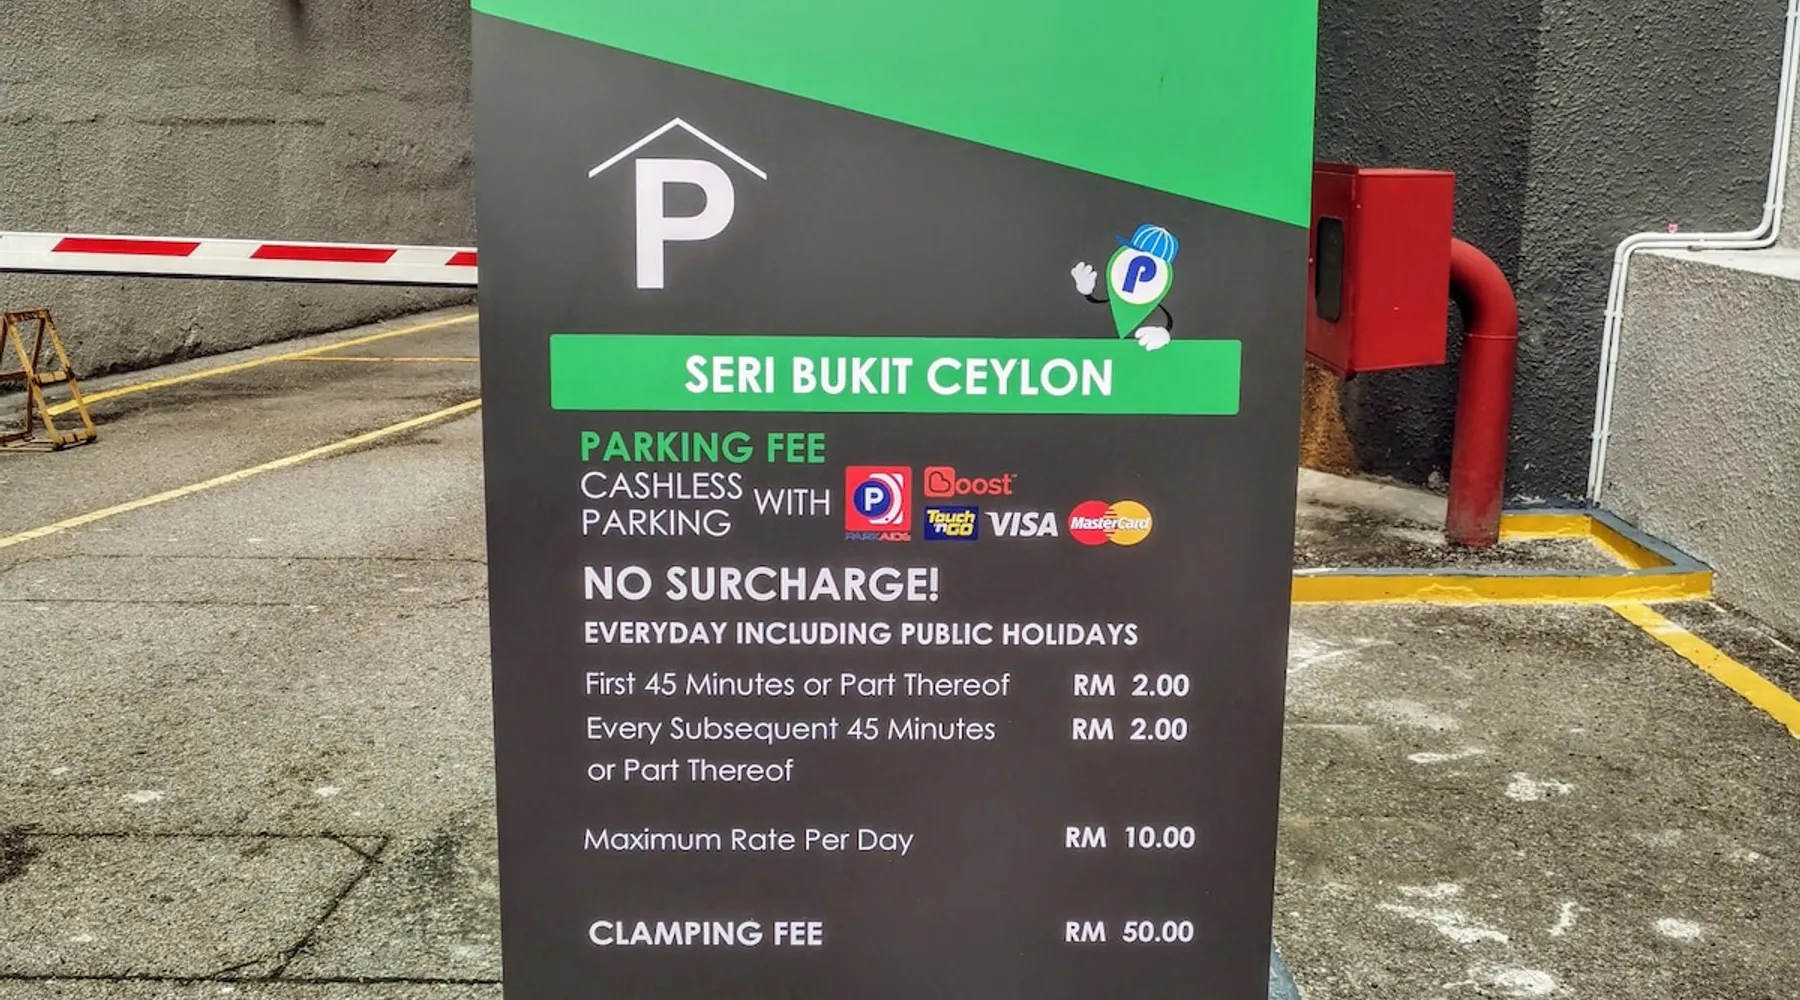 P
P
SERI BUKIT CEYLON
PARKING FEE
CASHLESS PARKING WITH
P
PARKAIDE
Boost
Touch 'nGO
VISA
MasterCard
NO SURCHARGE!
EVERYDAY INCLUDING PUBLIC HOLIDAYS
First 45 Minutes or Part Thereof RM 2.00
Every Subsequent 45 Minutes RM 2.00
or Part Thereof
Maximum Rate Per Day RM 10.00
CLAMPING FEE RM 50.00